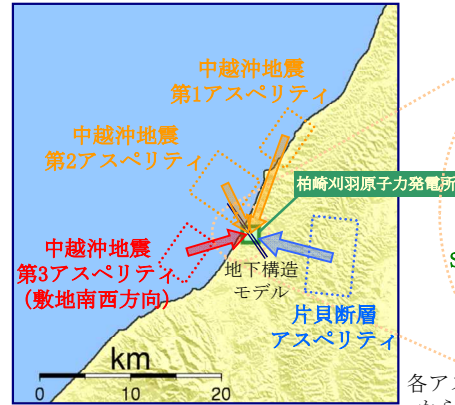 中越沖地震
第1アスペリティ
中越沖地震
第2アスペリティ
柏崎刈羽原子力発電所
中越沖地震
第3アスペリティ
(敷地南西方向)
地下構造
モデル
片貝断層
アスペリティ
km
0 10 20
各アス